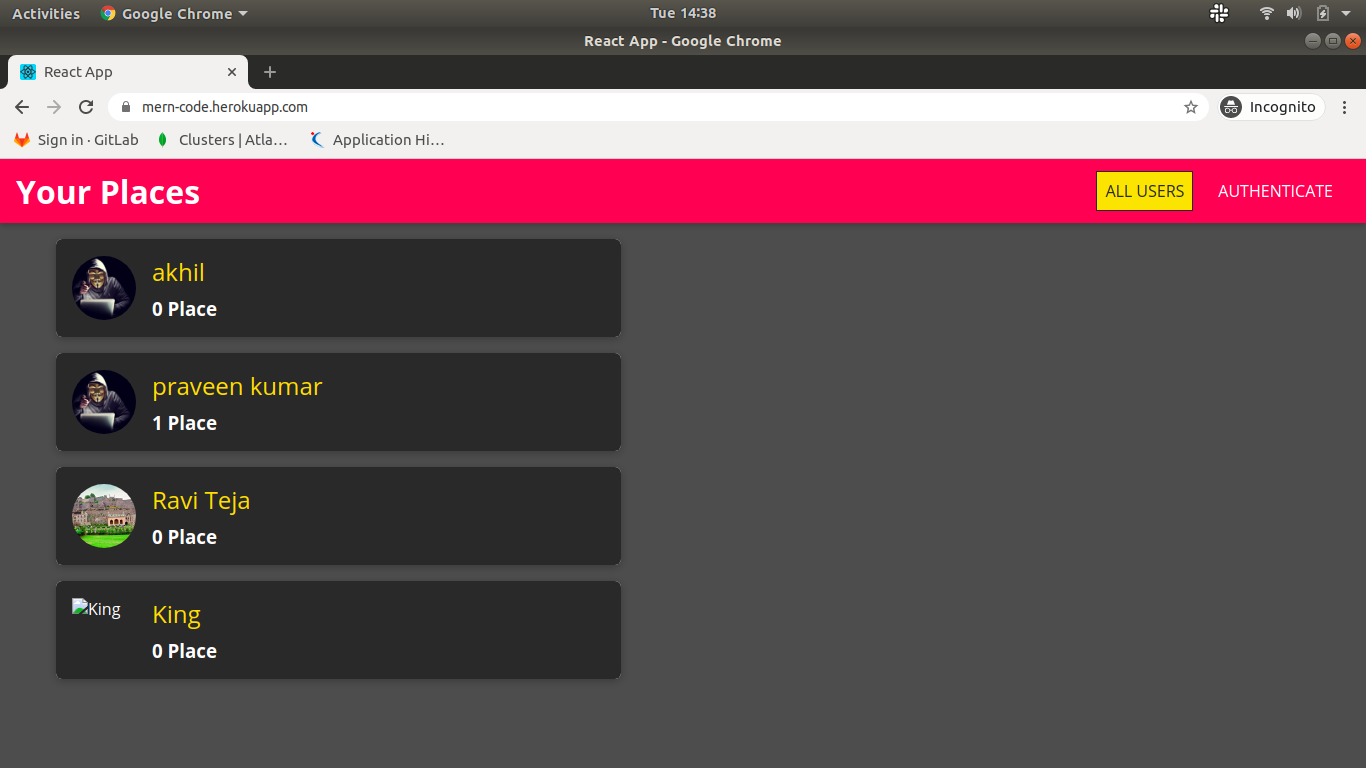 Activities Google Chrome Tue 14:38
React App - Google Chrome
React App
mern-code.herokuapp.com Incognito
Sign in · GitLab Clusters | Atla… Application Hi…
Your Places ALL USERS AUTHENTICATE
akhil
0 Place
praveen kumar
1 Place
Ravi Teja
0 Place
King King
0 Place